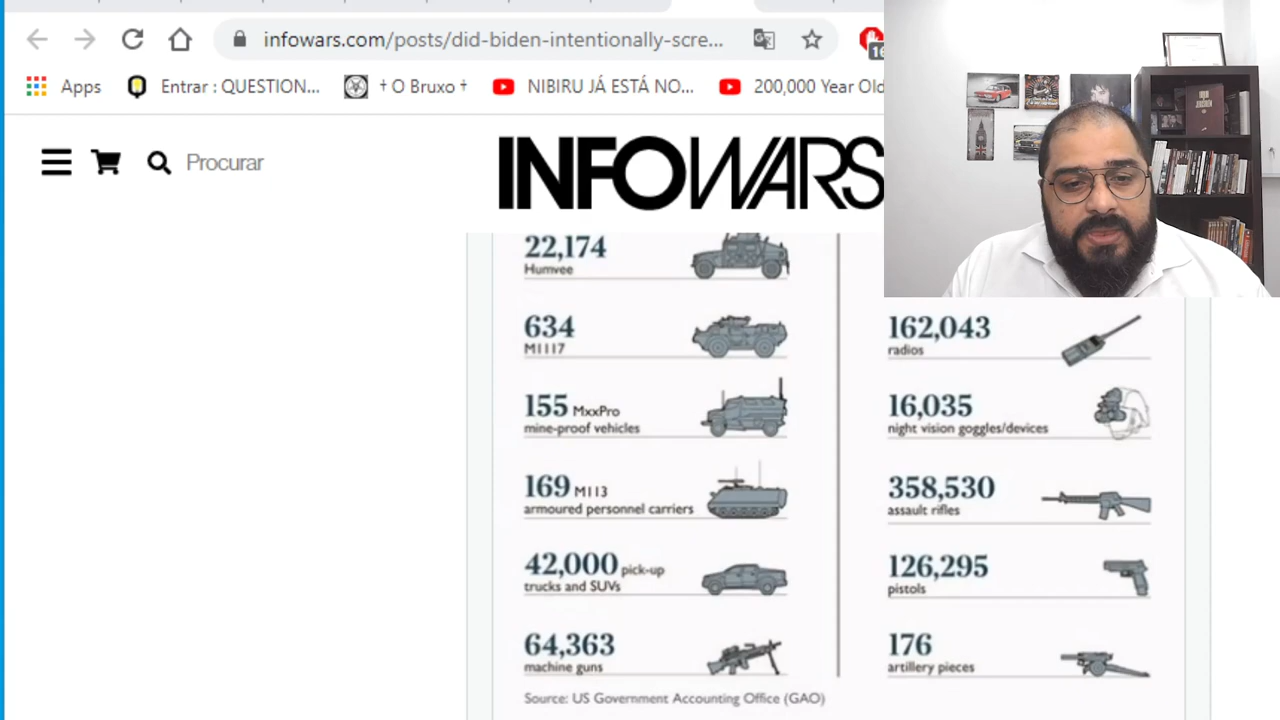 infowars.com/posts/did-biden-intentionally-scre...
16
Apps
Entrar : QUESTION...
† O Bruxo †
NIBIRU JÁ ESTÁ NO...
200,000 Year Old
Procurar
INFOWARS
22,174
Humvee
634
M1117
155 MxxPro
mine-proof vehicles
169 M113
armoured personnel carriers
42,000 pick-up
trucks and SUVs
64,363
machine guns
162,043
radios
16,035
night vision goggles/devices
358,530
assault rifles
126,295
pistols
176
artillery pieces
Source: US Government Accounting Office (GAO)